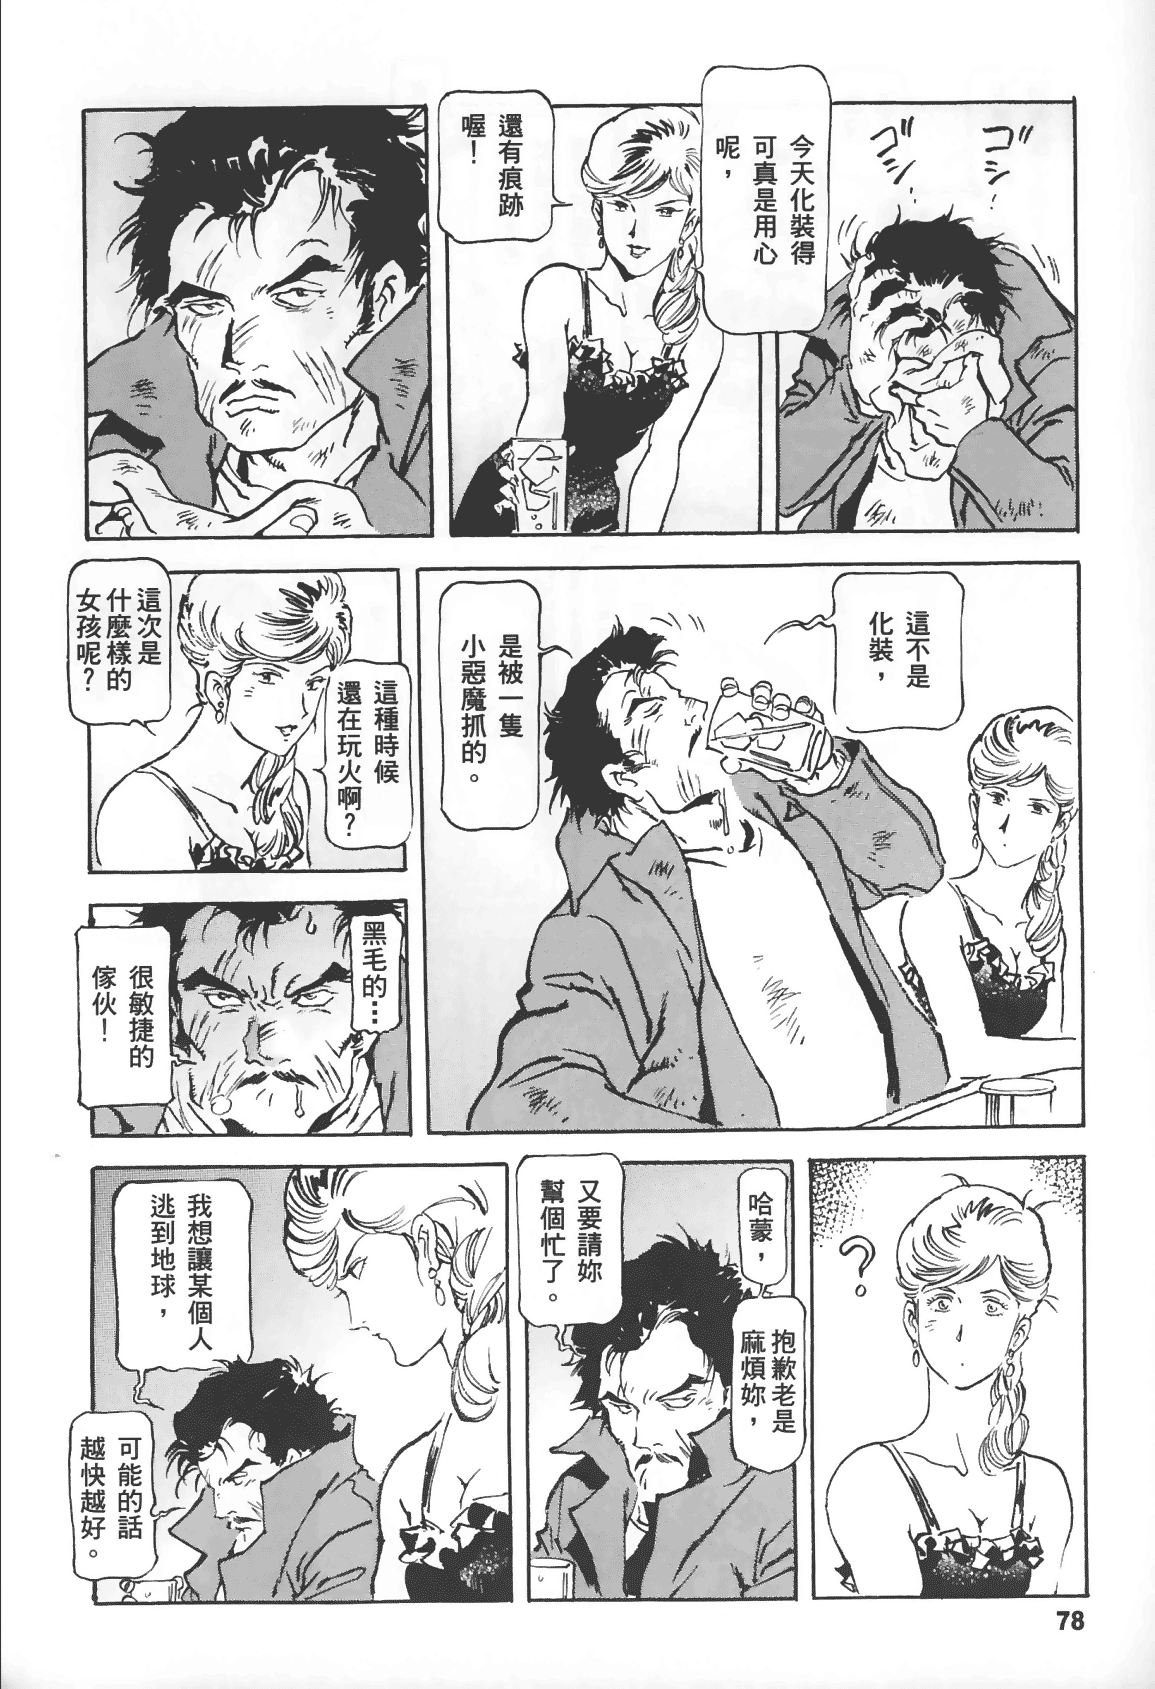 ゴシ
ゴシ
今天化裝得
可真是用心
呢，
還有痕跡
喔！
這不是
化裝，
是被一隻
小惡魔抓的。
這種時候
還在玩火啊？
這次是
什麼樣的
女孩呢？
黑毛的…
很敏捷的
傢伙！
？
哈蒙，
抱歉老是
麻煩妳，
又要請妳
幫個忙了。
我想讓某個人
逃到地球，
可能的話
越快越好。
78